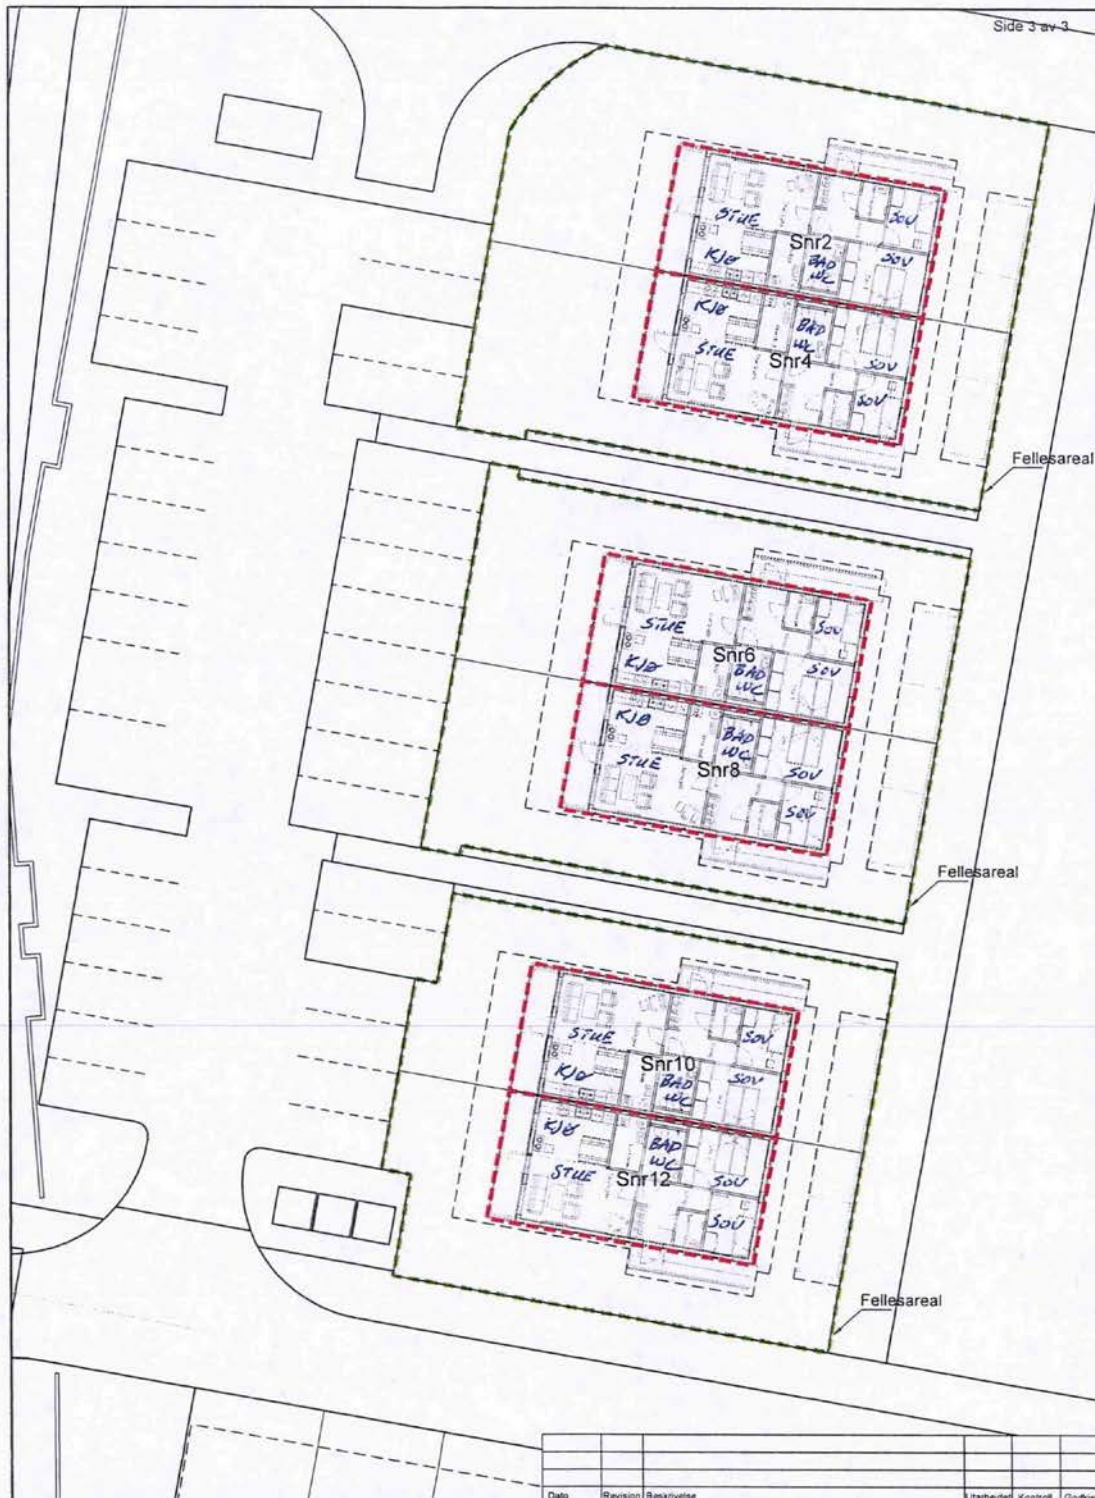 Side 3 av 3
STUE
SOV
Snr2
KJØ
BAD
WC
SOV
KJØ
BAD
WC
STUE
Snr4
SOV
SOV
Fellesareal
STUE
SOV
Snr6
KJØ
BAD
WC
SOV
KJØ
BAD
WC
STUE
Snr8
SOV
SOV
Fellesareal
STUE
SOV
Snr10
KJØ
BAD
WC
SOV
KJØ
BAD
WC
STUE
Snr12
SOV
SOV
Fellesareal
Dato Revision Beskrivelse Utarbeidet Kontroll